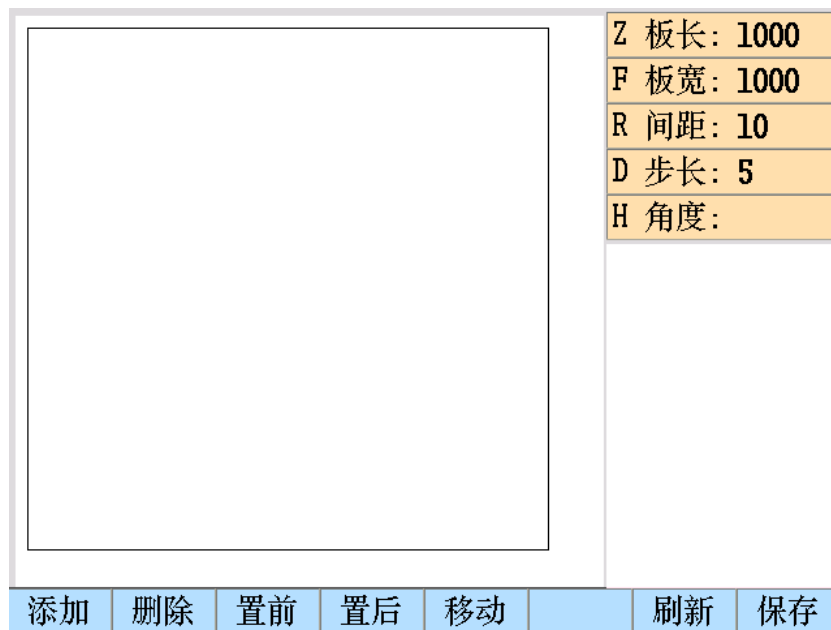 Z 板长: 1000
F 板宽: 1000
R 间距: 10
D 步长: 5
H 角度:
添加 删除 置前 置后 移动 刷新 保存